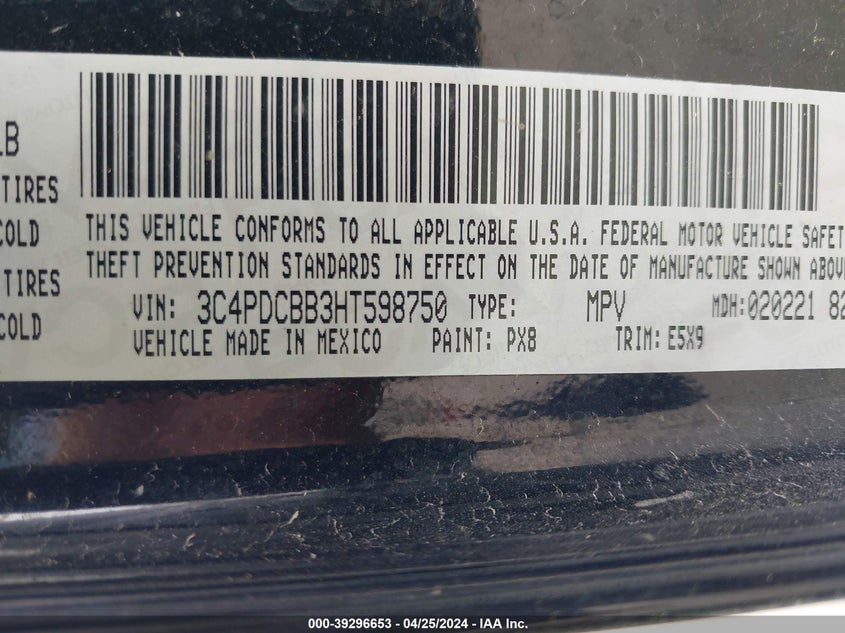 LB
TIRES
COLD
TIRES
COLD
THIS VEHICLE CONFORMS TO ALL APPLICABLE U.S.A. FEDERAL MOTOR VEHICLE SAFET
THEFT PREVENTION STANDARDS IN EFFECT ON THE DATE OF MANUFACTURE SHOWN ABOV
VIN: 3C4PDCBB3HT598750 TYPE: MPV MDH:020221 82
VEHICLE MADE IN MEXICO PAINT: PX8 TRIM: E5X9
000-39296653 - 04/25/2024 - IAA Inc.